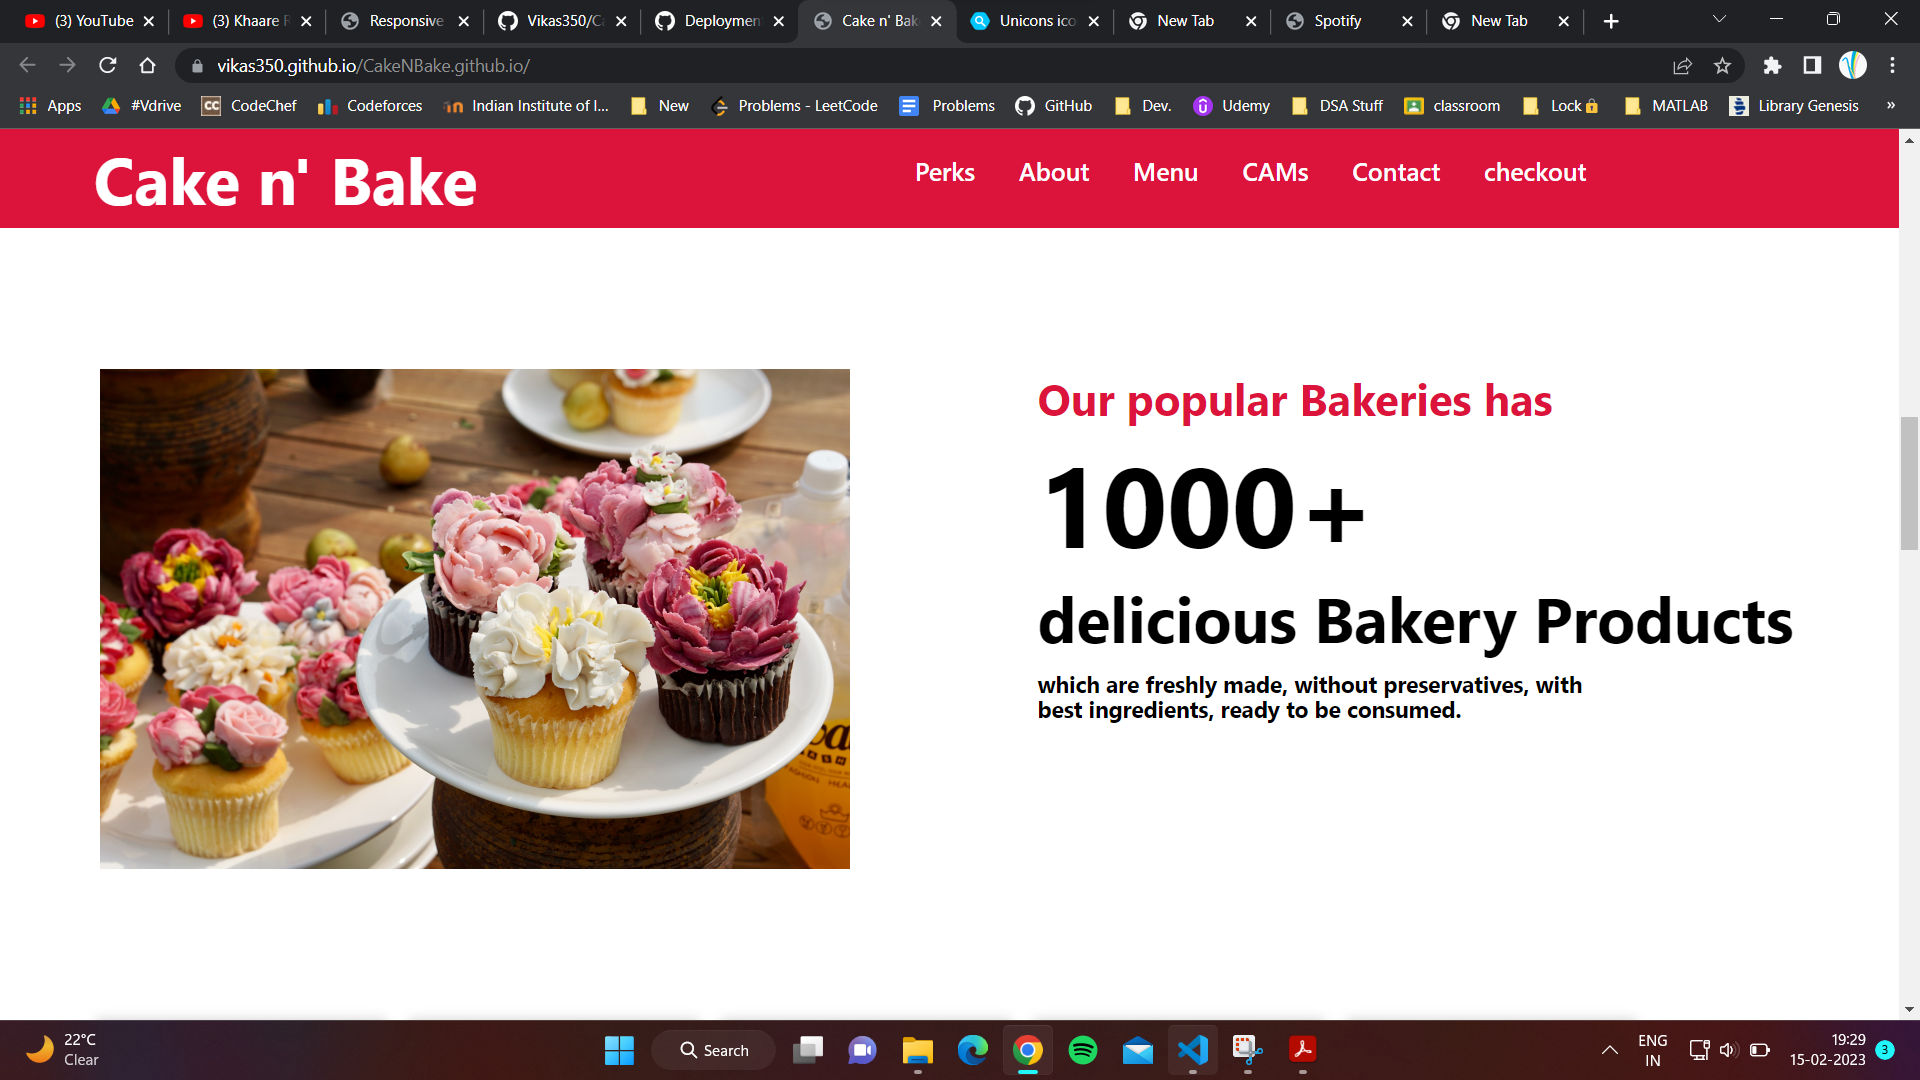 (3) YouTube
(3) Khaare R
Responsive
Vikas350/Ca
Deploymen
Cake n' Bak
Unicons ico
New Tab
Spotify
New Tab
vikas350.github.io/CakeNBake.github.io/
Apps
#Vdrive
CC
CodeChef
Codeforces
in
Indian Institute of I...
New
Problems - LeetCode
Problems
GitHub
Dev.
Udemy
DSA Stuff
classroom
Lock
MATLAB
Library Genesis
»
Cake n' Bake
Perks
About
Menu
CAMs
Contact
checkout
Our popular Bakeries has
1000+
delicious Bakery Products
which are freshly made, without preservatives, with
best ingredients, ready to be consumed.
22°C
Clear
Search
ENG
IN
19:29
15-02-2023
3